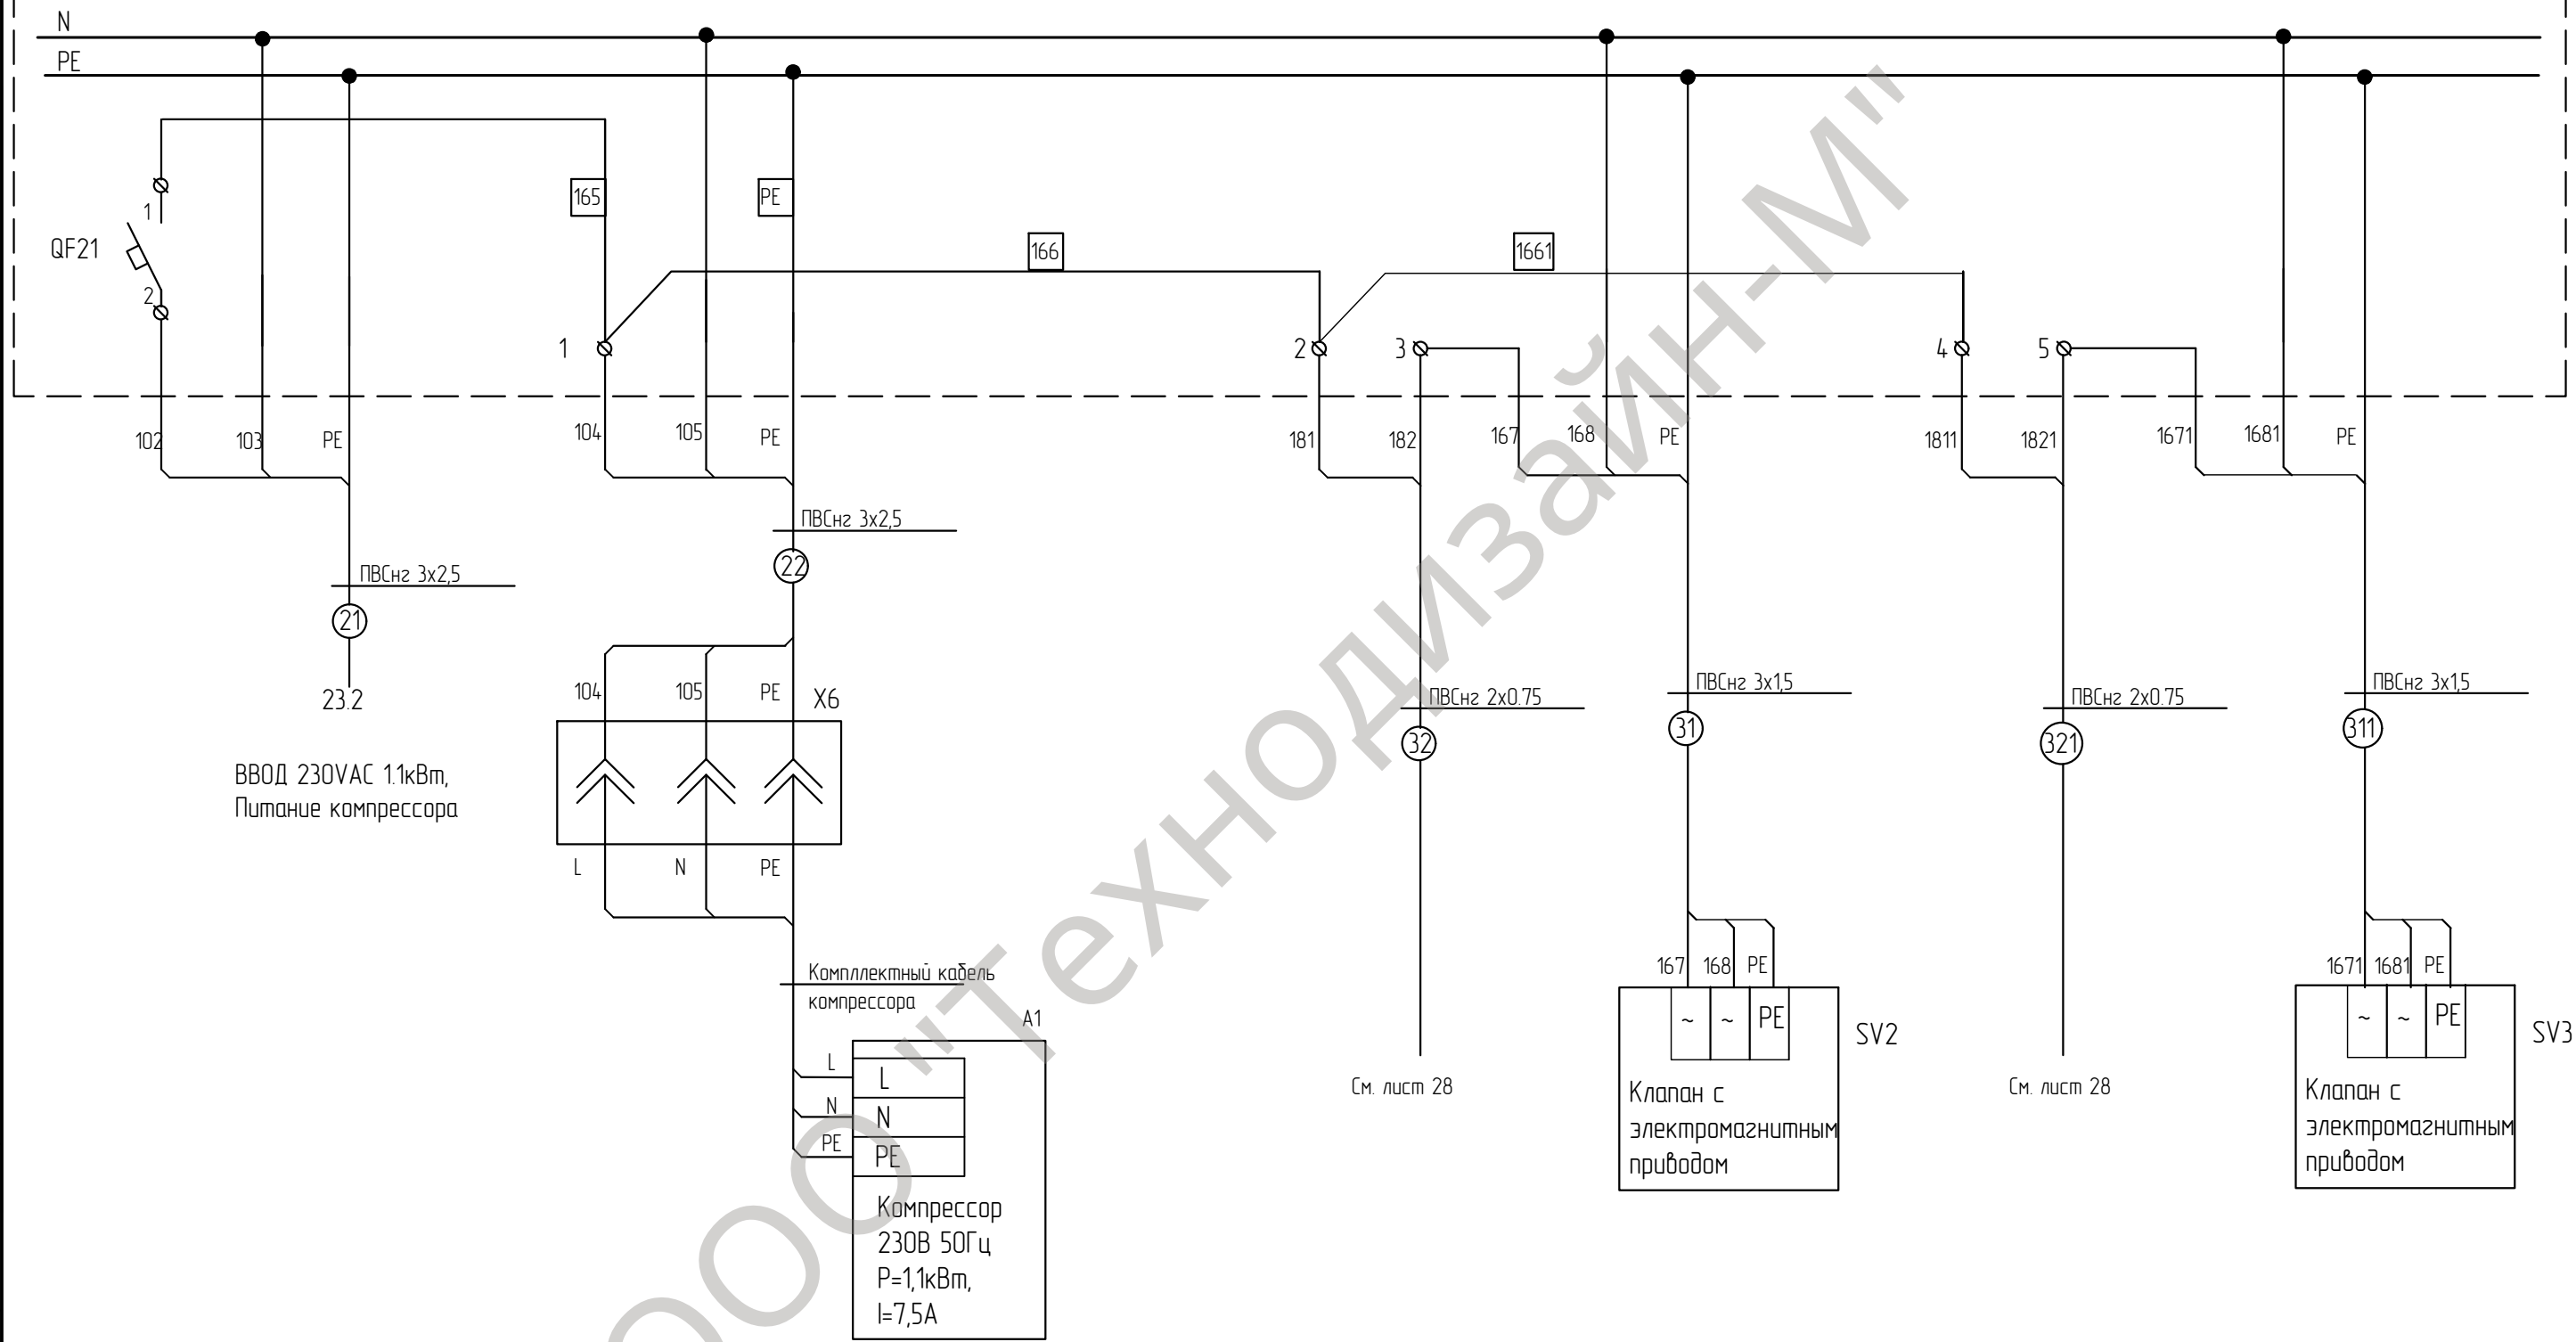 N
PE
165
PE
1
QF21
2
166
1661
1
2
3
4
5
102
103
PE
104
105
PE
181
182
167
168
PE
1811
1821
1671
1681
PE
ПВСнг 3х2,5
22
ПВСнг 3х2,5
21
23.2
ВВОД 230VAC 1.1кВт,
Питание компрессора
104
105
PE
X6
L
N
PE
ПВСнг 2х0.75
32
ПВСнг 3х1,5
31
ПВСнг 2х0.75
321
ПВСнг 3х1,5
311
Компллектный кабель
компрессора
A1
L
L
N
N
PE
PE
Компрессор
230В 50Гц
P=1,1кВт,
I=7,5А
См. лист 28
167
168
PE
~
~
PE
SV2
Клапан с
электромагнитным
приводом
См. лист 28
1671
1681
PE
~
~
PE
SV3
Клапан с
электромагнитным
приводом
ООО "Технодизайн-М"